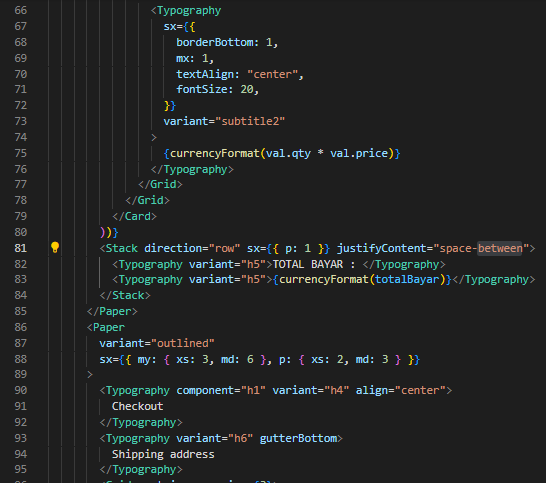 66 <Typography
67 sx={{
68 borderBottom: 1,
69 mx: 1,
70 textAlign: "center",
71 fontSize: 20,
72 }}
73 variant="subtitle2"
74 >
75 {currencyFormat(val.qty * val.price)}
76 </Typography>
77 </Grid>
78 </Grid>
79 </Card>
80 ))}
81 <Stack direction="row" sx={{ p: 1 }} justifyContent="space-between">
82 <Typography variant="h5">TOTAL BAYAR : </Typography>
83 <Typography variant="h5">{currencyFormat(totalBayar)}</Typography>
84 </Stack>
85 </Paper>
86 <Paper
87 variant="outlined"
88 sx={{ my: { xs: 3, md: 6 }, p: { xs: 2, md: 3 } }}
89 >
90 <Typography component="h1" variant="h4" align="center">
91 Checkout
92 </Typography>
93 <Typography variant="h6" gutterBottom>
94 Shipping address
95 </Typography>